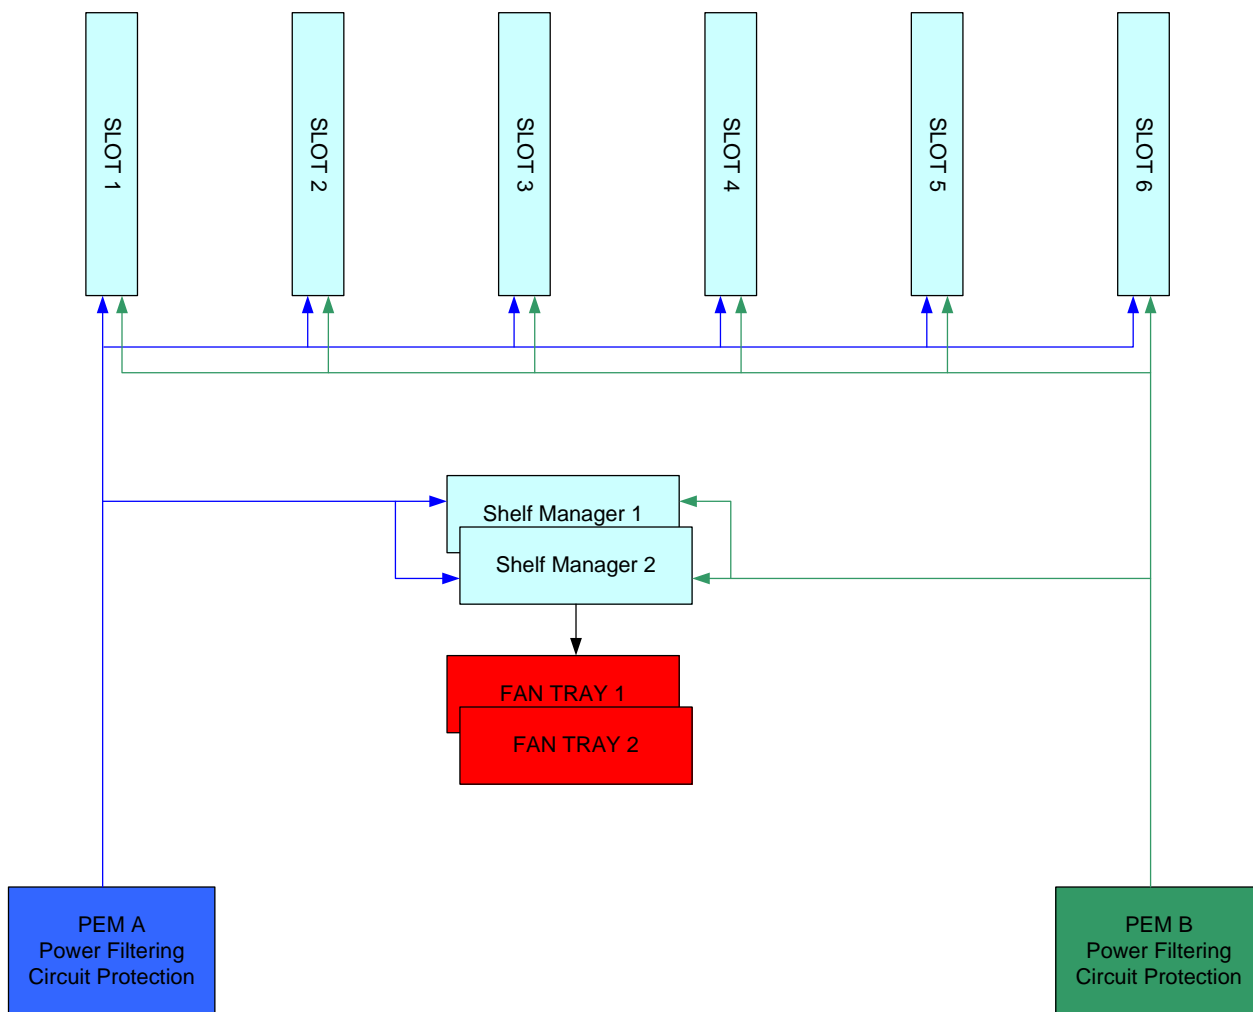 SLOT 1
SLOT 2
SLOT 3
SLOT 4
SLOT 5
SLOT 6
Shelf Manager 1
Shelf Manager 2
FAN TRAY 1
FAN TRAY 2
PEM A
Power Filtering
Circuit Protection
PEM B
Power Filtering
Circuit Protection